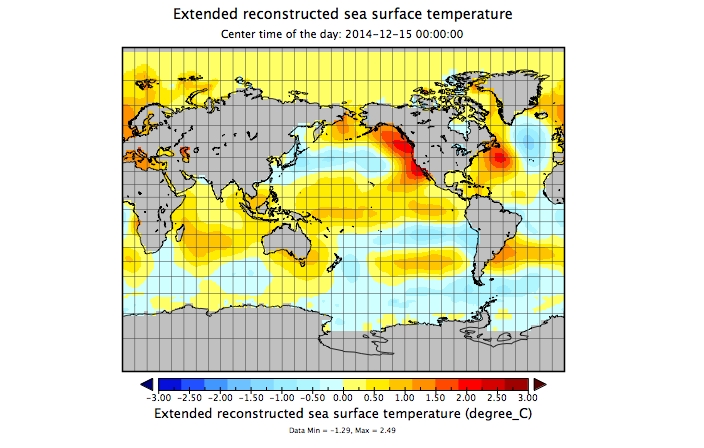 Extended reconstructed sea surface temperature
Center time of the day: 2014-12-15 00:00:00
-3.00 -2.50 -2.00 -1.50 -1.00 -0.50 0.00 0.50 1.00 1.50 2.00 2.50 3.00
Extended reconstructed sea surface temperature (degree_C)
Data Min = -1.29, Max = 2.49